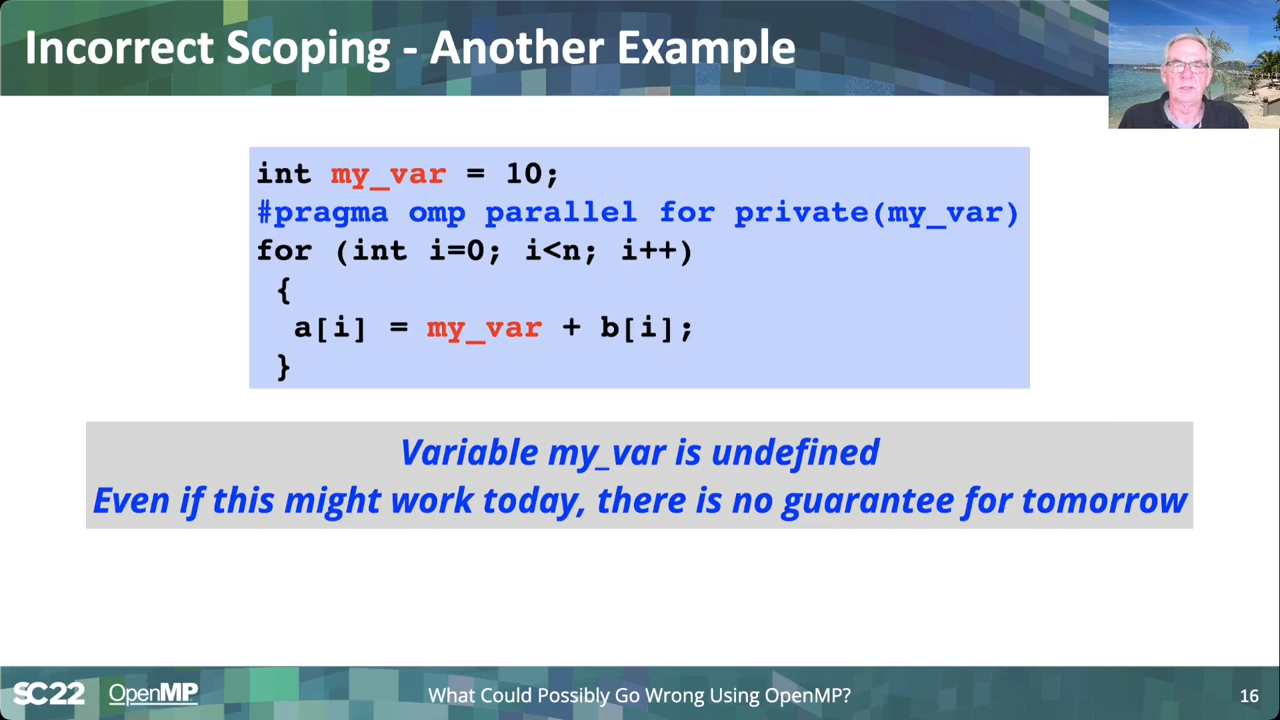 Incorrect Scoping - Another Example
int my_var = 10;
#pragma omp parallel for private(my_var)
for (int i=0; i<n; i++)
{
a[i] = my_var + b[i];
}
Variable my_var is undefined
Even if this might work today, there is no guarantee for tomorrow
SC22 OpenMP What Could Possibly Go Wrong Using OpenMP? 16